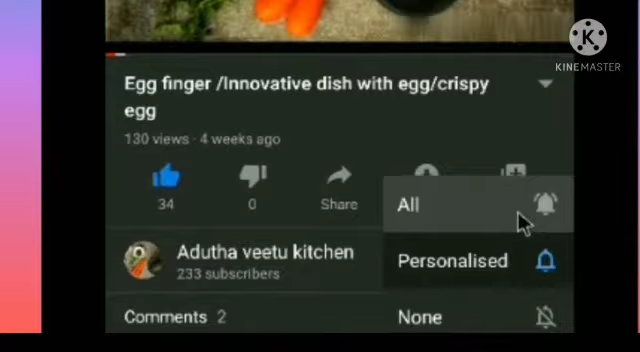 K
KINEMASTER
Egg finger /Innovative dish with egg/crispy
egg
130 views · 4 weeks ago
34
0
Share
All
Adutha veetu kitchen
233 subscribers
Personalised
Comments 2
None